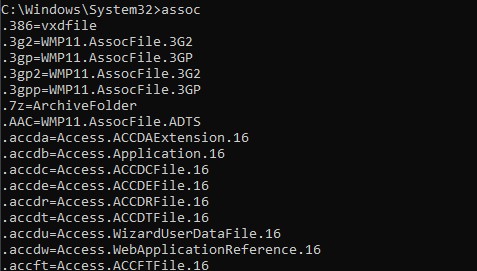 C:\Windows\System32>assoc
.386=vxdfile
.3g2=WMP11.AssocFile.3G2
.3gp=WMP11.AssocFile.3GP
.3gp2=WMP11.AssocFile.3G2
.3gpp=WMP11.AssocFile.3GP
.7z=ArchiveFolder
.AAC=WMP11.AssocFile.ADTS
.accda=Access.ACCDAExtension.16
.accdb=Access.Application.16
.accdc=Access.ACCDCFile.16
.accde=Access.ACCDEFile.16
.accdr=Access.ACCDRFile.16
.accdt=Access.ACCDTFile.16
.accdu=Access.WizardUserDataFile.16
.accdw=Access.WebApplicationReference.16
.accft=Access.ACCFTFile.16